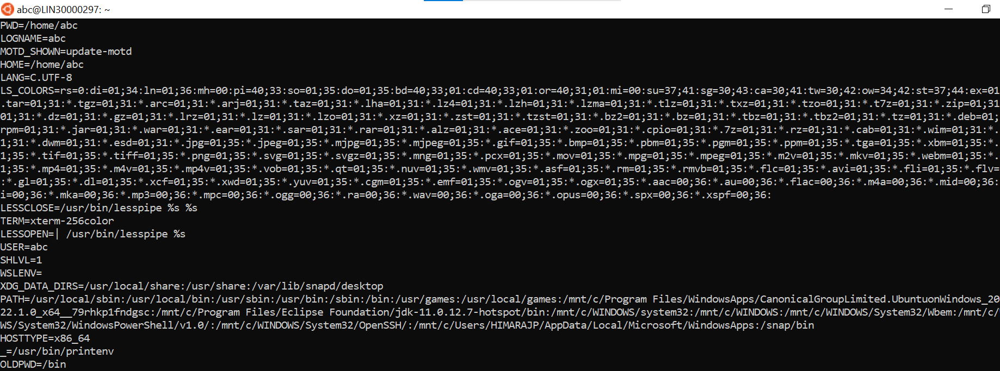 abc@LIN30000297: ~
PWD=/home/abc
LOGNAME=abc
MOTD_SHOWN=update-motd
HOME=/home/abc
LANG=C.UTF-8
LS_COLORS=rs=0:di=01;34:ln=01;36:mh=00:pi=40;33:so=01;35:do=01;35:bd=40;33;01:cd=40;33;01:or=40;31;01:mi=00:su=37;41:sg=30;43:ca=30;41:tw=30;42:ow=34;42:st=37;44:ex=01
.tar=01;31:*.tgz=01;31:*.arc=01;31:*.arj=01;31:*.taz=01;31:*.lha=01;31:*.lz4=01;31:*.lzh=01;31:*.lzma=01;31:*.tlz=01;31:*.txz=01;31:*.tzo=01;31:*.t7z=01;31:*.zip=01;31
01;31:*.dz=01;31:*.gz=01;31:*.lrz=01;31:*.lz=01;31:*.lzo=01;31:*.xz=01;31:*.zst=01;31:*.tzst=01;31:*.bz2=01;31:*.bz=01;31:*.tbz=01;31:*.tbz2=01;31:*.tz=01;31:*.deb=01;
rpm=01;31:*.jar=01;31:*.war=01;31:*.ear=01;31:*.sar=01;31:*.rar=01;31:*.alz=01;31:*.ace=01;31:*.zoo=01;31:*.cpio=01;31:*.7z=01;31:*.rz=01;31:*.cab=01;31:*.wim=01;31:*.
1;31:*.dwm=01;31:*.esd=01;31:*.jpg=01;35:*.jpeg=01;35:*.mjpg=01;35:*.mjpeg=01;35:*.gif=01;35:*.bmp=01;35:*.pbm=01;35:*.pgm=01;35:*.ppm=01;35:*.tga=01;35:*.xbm=01;35:*.
1;35:*.tif=01;35:*.tiff=01;35:*.png=01;35:*.svg=01;35:*.svgz=01;35:*.mng=01;35:*.pcx=01;35:*.mov=01;35:*.mpg=01;35:*.mpeg=01;35:*.m2v=01;35:*.mkv=01;35:*.webm=01;35:*.
1;35:*.mp4=01;35:*.m4v=01;35:*.mp4v=01;35:*.vob=01;35:*.qt=01;35:*.nuv=01;35:*.wmv=01;35:*.asf=01;35:*.rm=01;35:*.rmvb=01;35:*.flc=01;35:*.avi=01;35:*.fli=01;35:*.flv=
:*.gl=01;35:*.dl=01;35:*.xcf=01;35:*.xwd=01;35:*.yuv=01;35:*.cgm=01;35:*.emf=01;35:*.ogv=01;35:*.ogx=01;35:*.aac=00;36:*.au=00;36:*.flac=00;36:*.m4a=00;36:*.mid=00;36:
i=00;36:*.mka=00;36:*.mp3=00;36:*.mpc=00;36:*.ogg=00;36:*.ra=00;36:*.wav=00;36:*.oga=00;36:*.opus=00;36:*.spx=00;36:*.xspf=00;36:
LESSCLOSE=/usr/bin/lesspipe %s %s
TERM=xterm-256color
LESSOPEN=| /usr/bin/lesspipe %s
USER=abc
SHLVL=1
WSLENV=
XDG_DATA_DIRS=/usr/local/share:/usr/share:/var/lib/snapd/desktop
PATH=/usr/local/sbin:/usr/local/bin:/usr/sbin:/usr/bin:/sbin:/bin:/usr/games:/usr/local/games:/mnt/c/Program Files/WindowsApps/CanonicalGroupLimited.UbuntuonWindows_20
22.1.0_x64__79rhkp1fndgsc:/mnt/c/Program Files/Eclipse Foundation/jdk-11.0.12.7-hotspot/bin:/mnt/c/WINDOWS/system32:/mnt/c/WINDOWS:/mnt/c/WINDOWS/System32/Wbem:/mnt/c/
WS/System32/WindowsPowerShell/v1.0/:/mnt/c/WINDOWS/System32/OpenSSH/:/mnt/c/Users/HIMARAJP/AppData/Local/Microsoft/WindowsApps:/snap/bin
HOSTTYPE=x86_64
_=/usr/bin/printenv
OLDPWD=/bin